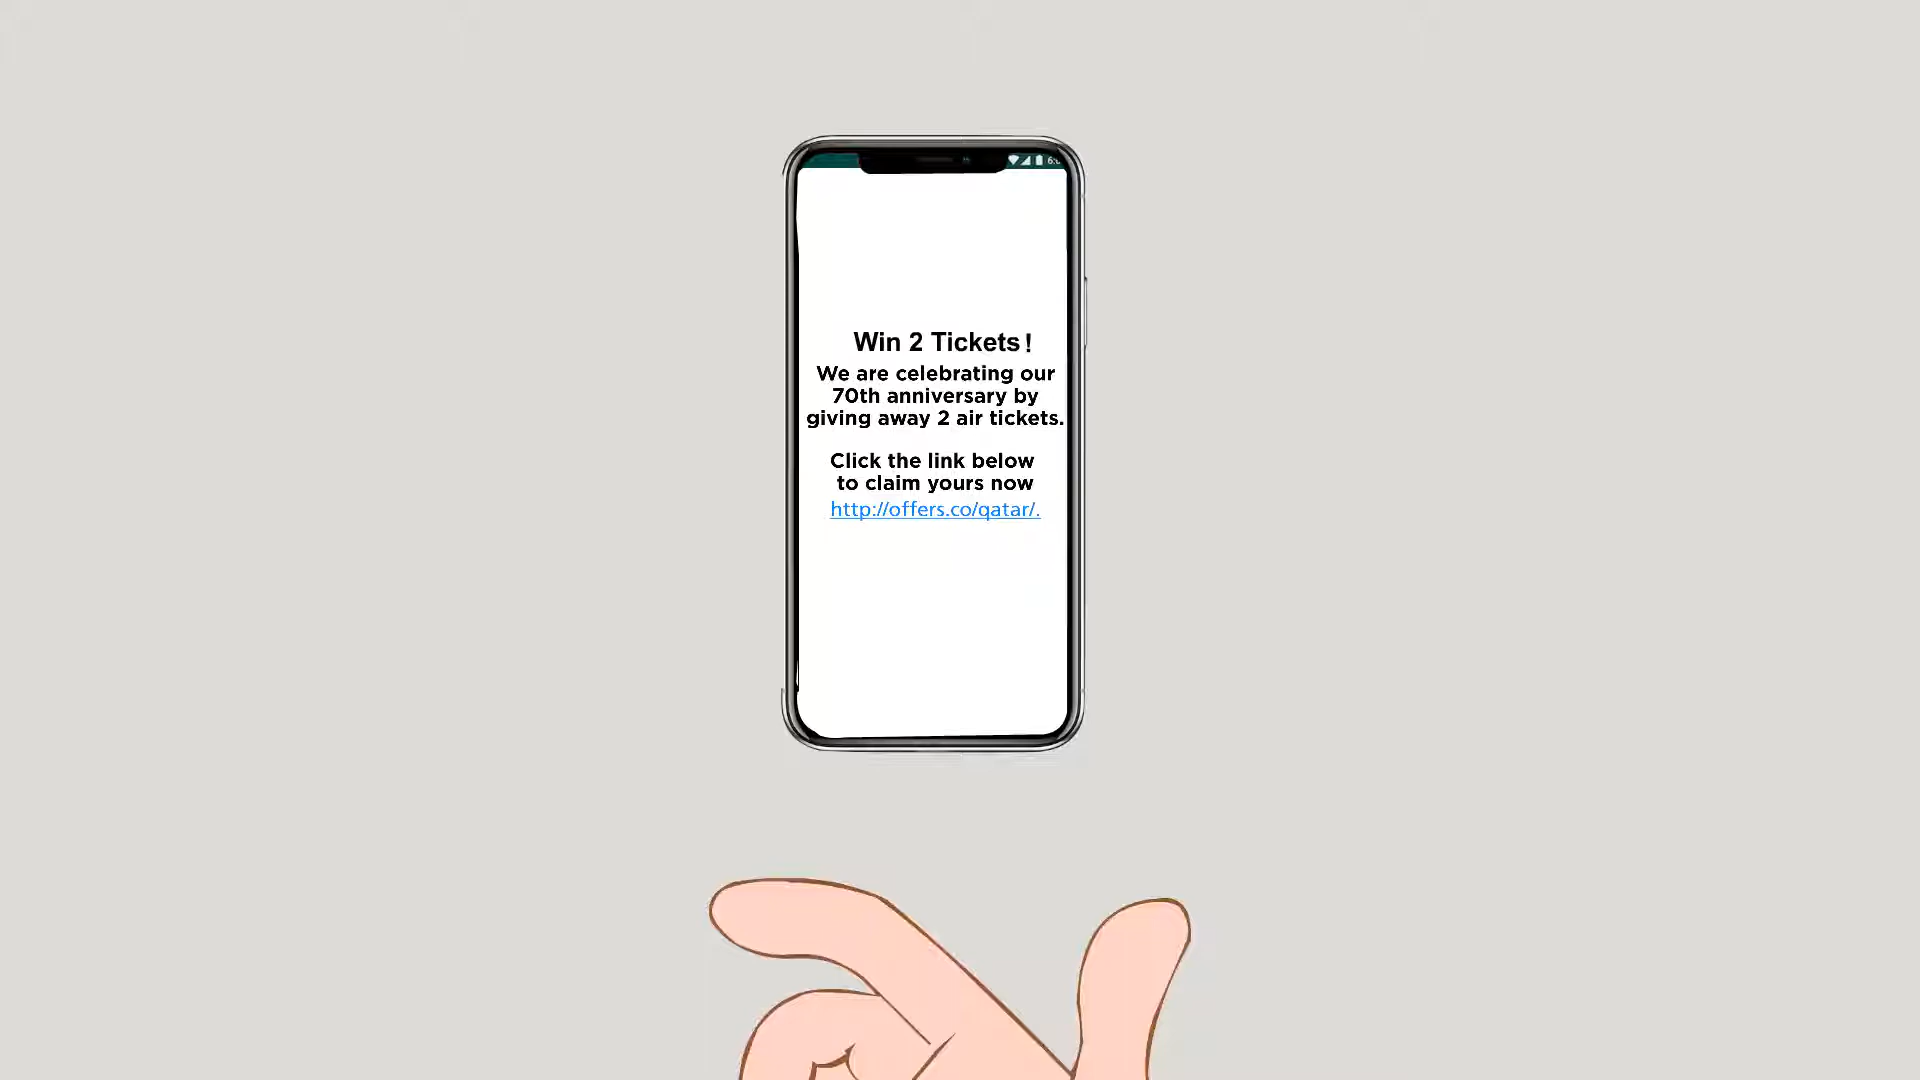 Win 2 Tickets!
We are celebrating our
70th anniversary by
giving away 2 air tickets.
Click the link below
to claim yours now
http://offers.co/qatar/.